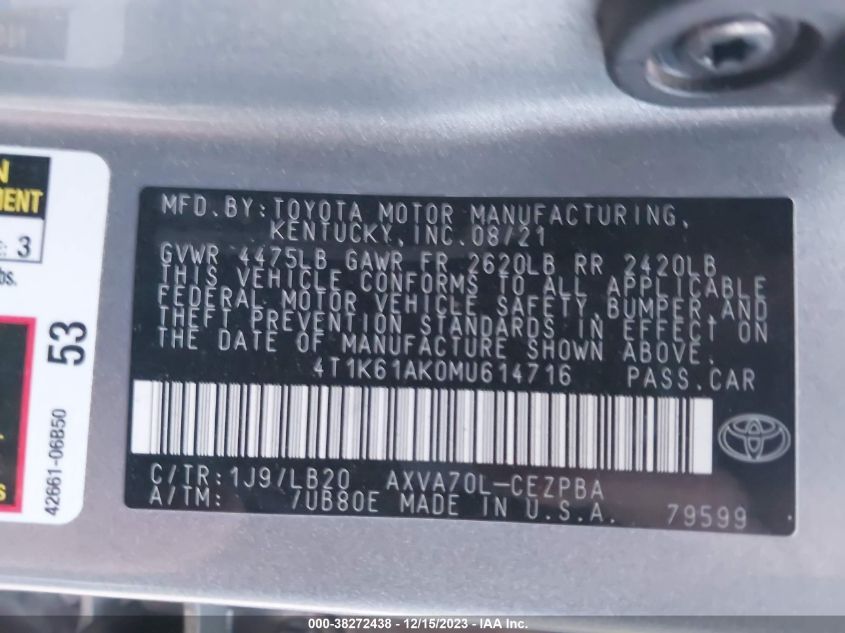 N
MENT
: 3
bs.
53
42661-06B50
s
MFD.BY:TOYOTA MOTOR MANUFACTURING,
KENTUCKY,INC.08/21
GVWR 4475LB GAWR FR 2620LB RR 2420LB
THIS VEHICLE CONFORMS TO ALL APPLICABLE
FEDERAL MOTOR VEHICLE SAFETY,BUMPER,AND
THEFT PREVENTION STANDARDS IN EFFECT ON
THE DATE OF MANUFACTURE SHOWN ABOVE.
4T1K61AK0MU614716 PASS.CAR
C/TR:1J9/LB20 AXVA70L-CEZPBA
A/TM: 7UB80E MADE IN U.S.A. 79599
000-38272438 - 12/15/2023 - IAA Inc.